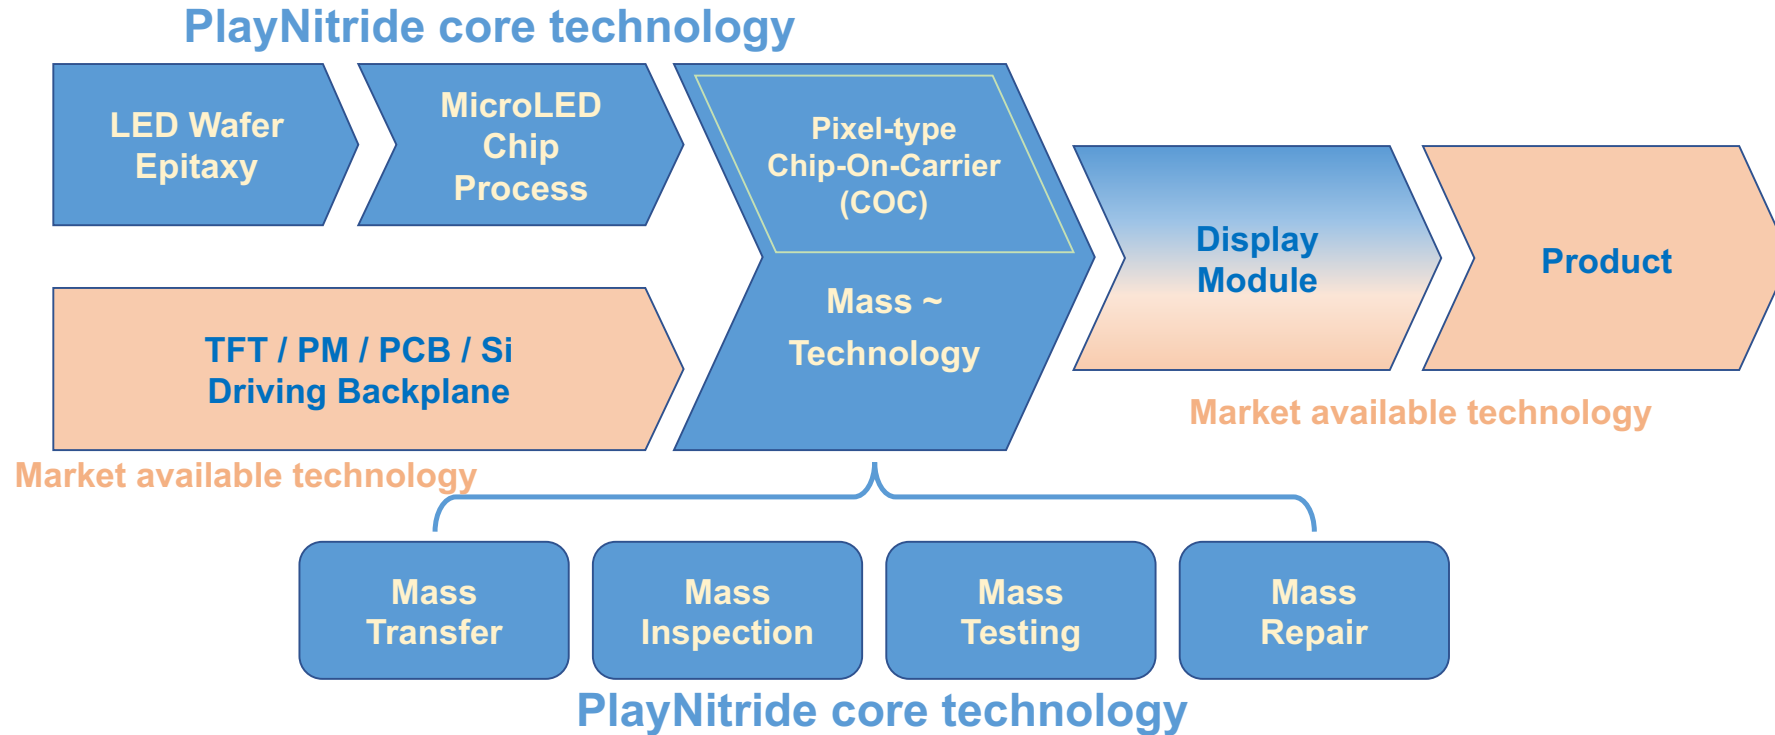 PlayNitride core technology
LED Wafer
Epitaxy
MicroLED
Chip
Process
Pixel-type
Chip-On-Carrier
(COC)
Mass ~
Technology
TFT / PM / PCB / Si
Driving Backplane
Market available technology
Display
Module
Product
Market available technology
Mass
Transfer
Mass
Inspection
Mass
Testing
Mass
Repair
PlayNitride core technology